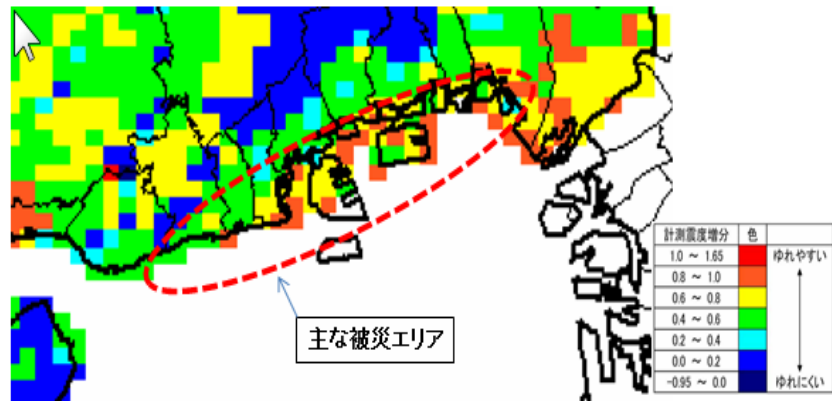 主な被災エリア
計測震度増分 色
1.0 ～ 1.65 ゆれやすい
0.8 ～ 1.0
0.6 ～ 0.8
0.4 ～ 0.6
0.2 ～ 0.4
0.0 ～ 0.2
-0.95 ～ 0.0 ゆれにくい